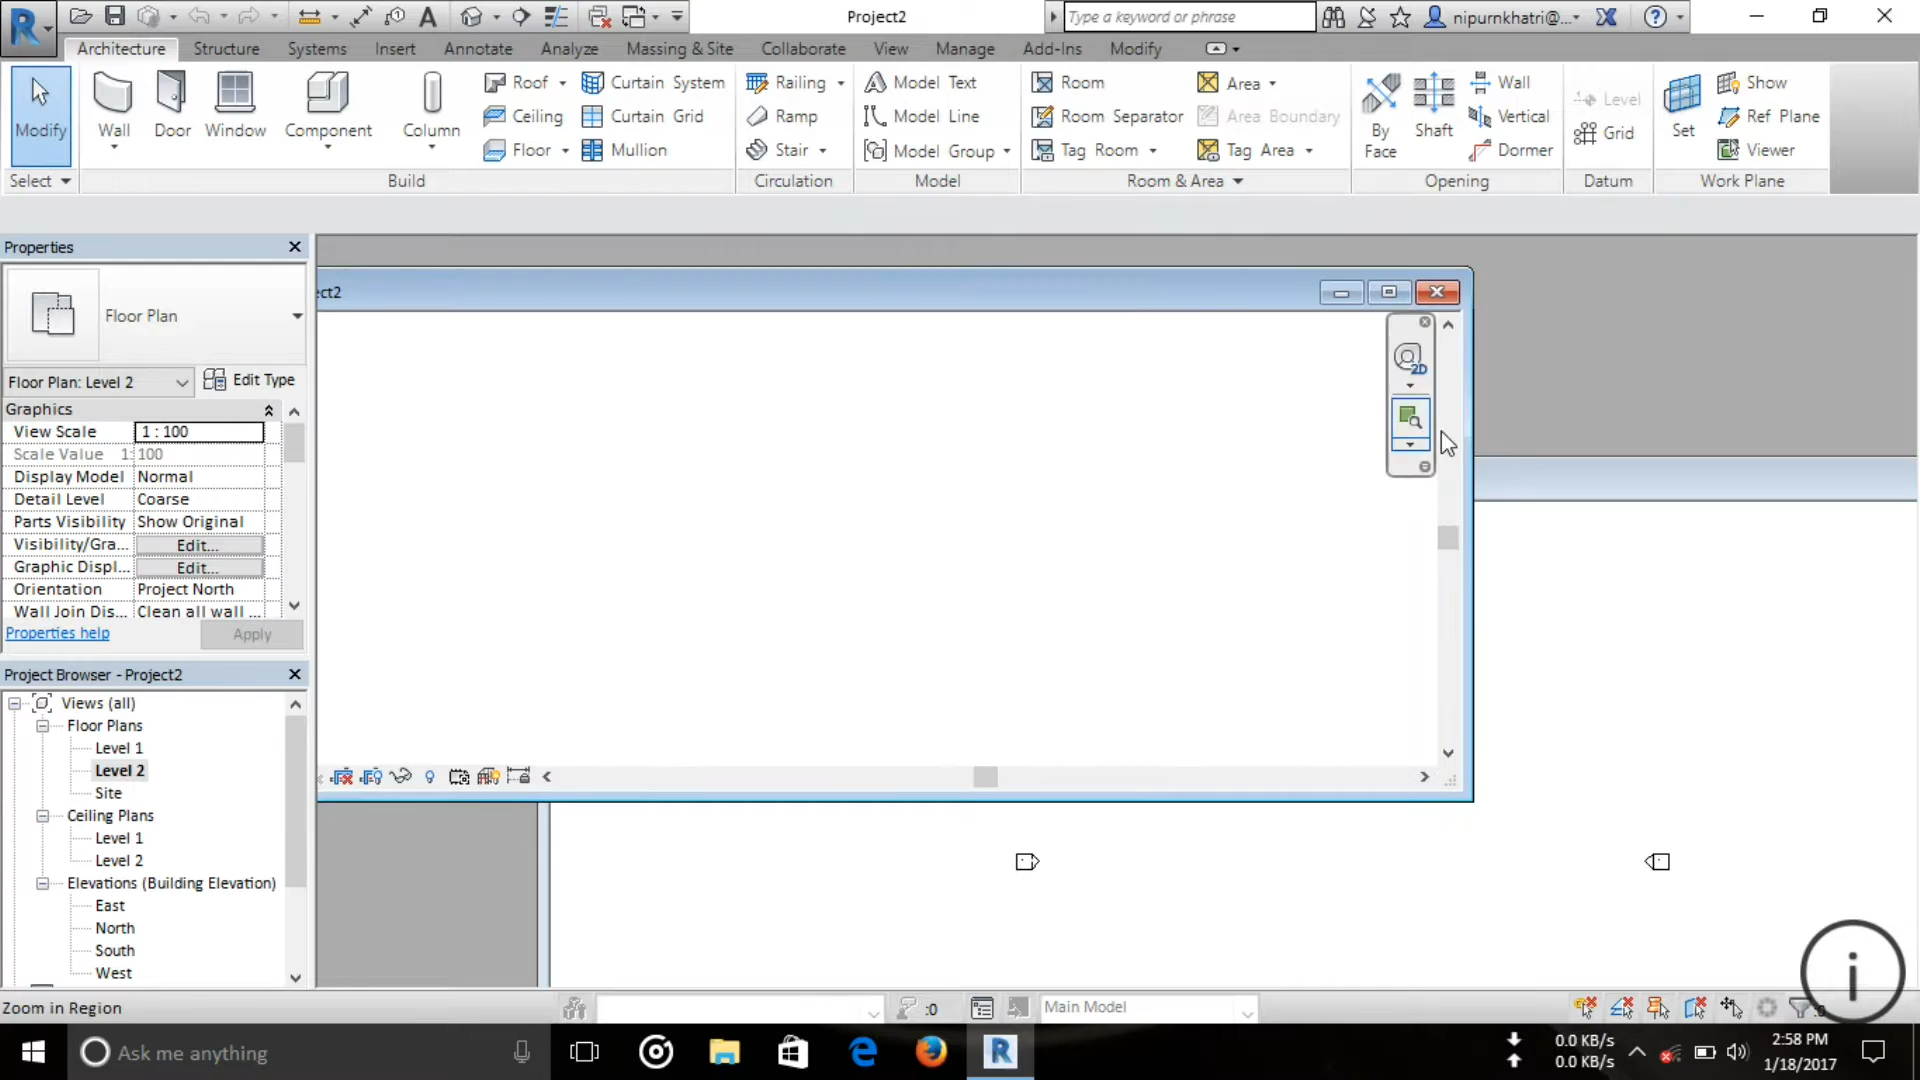 Project2
Type a keyword or phrase
nipurnkhatri@...
Architecture Structure Systems Insert Annotate Analyze Massing & Site Collaborate View Manage Add-Ins Modify
Modify
Wall
Door
Window
Component
Column
Roof
Ceiling
Floor
Curtain System
Curtain Grid
Mullion
Railing
Ramp
Stair
Model Text
Model Line
Model Group
Room
Room Separator
Tag Room
Area
Area Boundary
Tag Area
By
Face
Shaft
Wall
Vertical
Dormer
Level
Grid
Set
Show
Ref Plane
Viewer
Select Build Circulation Model Room & Area Opening Datum Work Plane
Properties
Floor Plan
Floor Plan: Level 2 Edit Type
Graphics
View Scale 1 : 100
Scale Value 1: 100
Display Model Normal
Detail Level Coarse
Parts Visibility Show Original
Visibility/Gra... Edit...
Graphic Displ... Edit...
Orientation Project North
Wall Join Dis... Clean all wall ...
Properties help Apply
Project Browser - Project2
Views (all)
Floor Plans
Level 1
Level 2
Site
Ceiling Plans
Level 1
Level 2
Elevations (Building Elevation)
East
North
South
West
ect2
2D
Zoom in Region
:0
Main Model
:0
i
Ask me anything
0.0 KB/s
0.0 KB/s
2:58 PM
1/18/2017